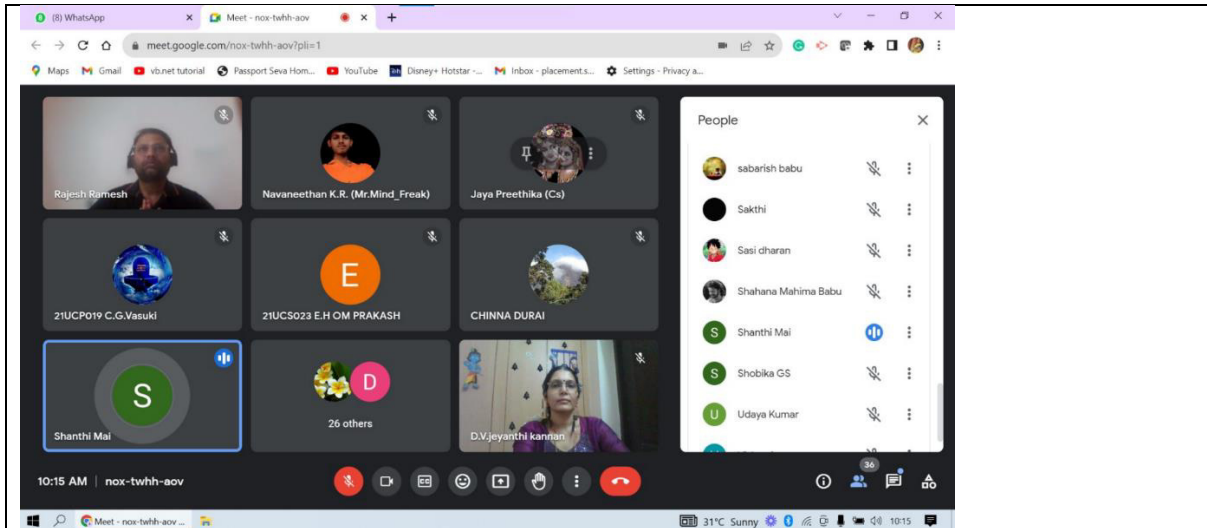 (8) WhatsApp
Meet - nox-twhh-aov
meet.google.com/nox-twhh-aov?pli=1
Maps
Gmail
vb.net tutorial
Passport Seva Hom...
YouTube
Disney+ Hotstar -...
Inbox - placement.s...
Settings - Privacy a...
Rajesh Ramesh
Navaneethan K.R. (Mr.Mind_Freak)
Jaya Preethika (Cs)
21UCP019 C.G.Vasuki
E
21UCS023 E.H OM PRAKASH
CHINNA DURAI
S
Shanthi Mai
D
26 others
D.V.jeyanthi kannan
People
sabarish babu
Sakthi
Sasi dharan
Shahana Mahima Babu
S
Shanthi Mai
S
Shobika GS
U
Udaya Kumar
10:15 AM | nox-twhh-aov
CC
36
Meet - nox-twhh-aov ...
31°C Sunny
10:15